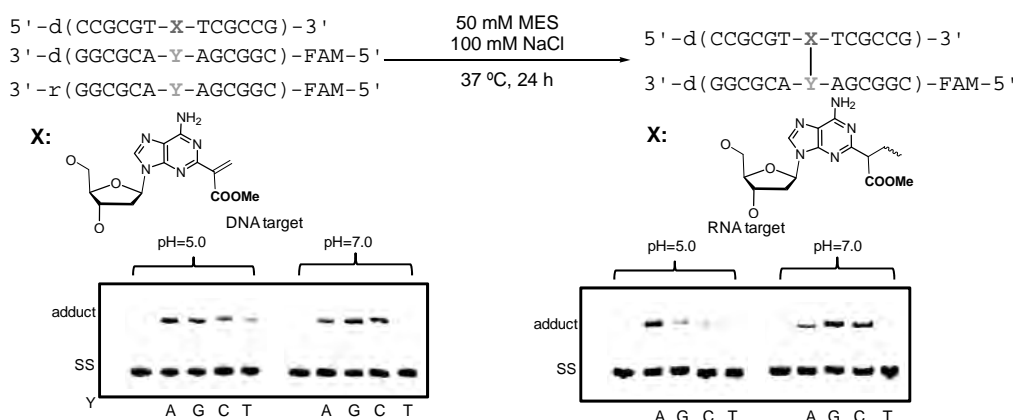 5'-d(CCGCGT-X-TCGCCG)-3'
3'-d(GGCGCA-Y-AGCGGC)-FAM-5'
3'-r(GGCGCA-Y-AGCGGC)-FAM-5'
50 mM MES
100 mM NaCl
37 ºC, 24 h
5'-d(CCGCGT-X-TCGCCG)-3'
3'-d(GGCGCA-Y-AGCGGC)-FAM-5'
X:
NH2
N
N
N
N
O
O
O
COOMe
X:
NH2
N
N
N
N
O
O
O
COOMe
DNA target
pH=5.0 pH=7.0
adduct
SS
Y A G C T A G C T
RNA target
pH=5.0 pH=7.0
adduct
SS
A G C T A G C T